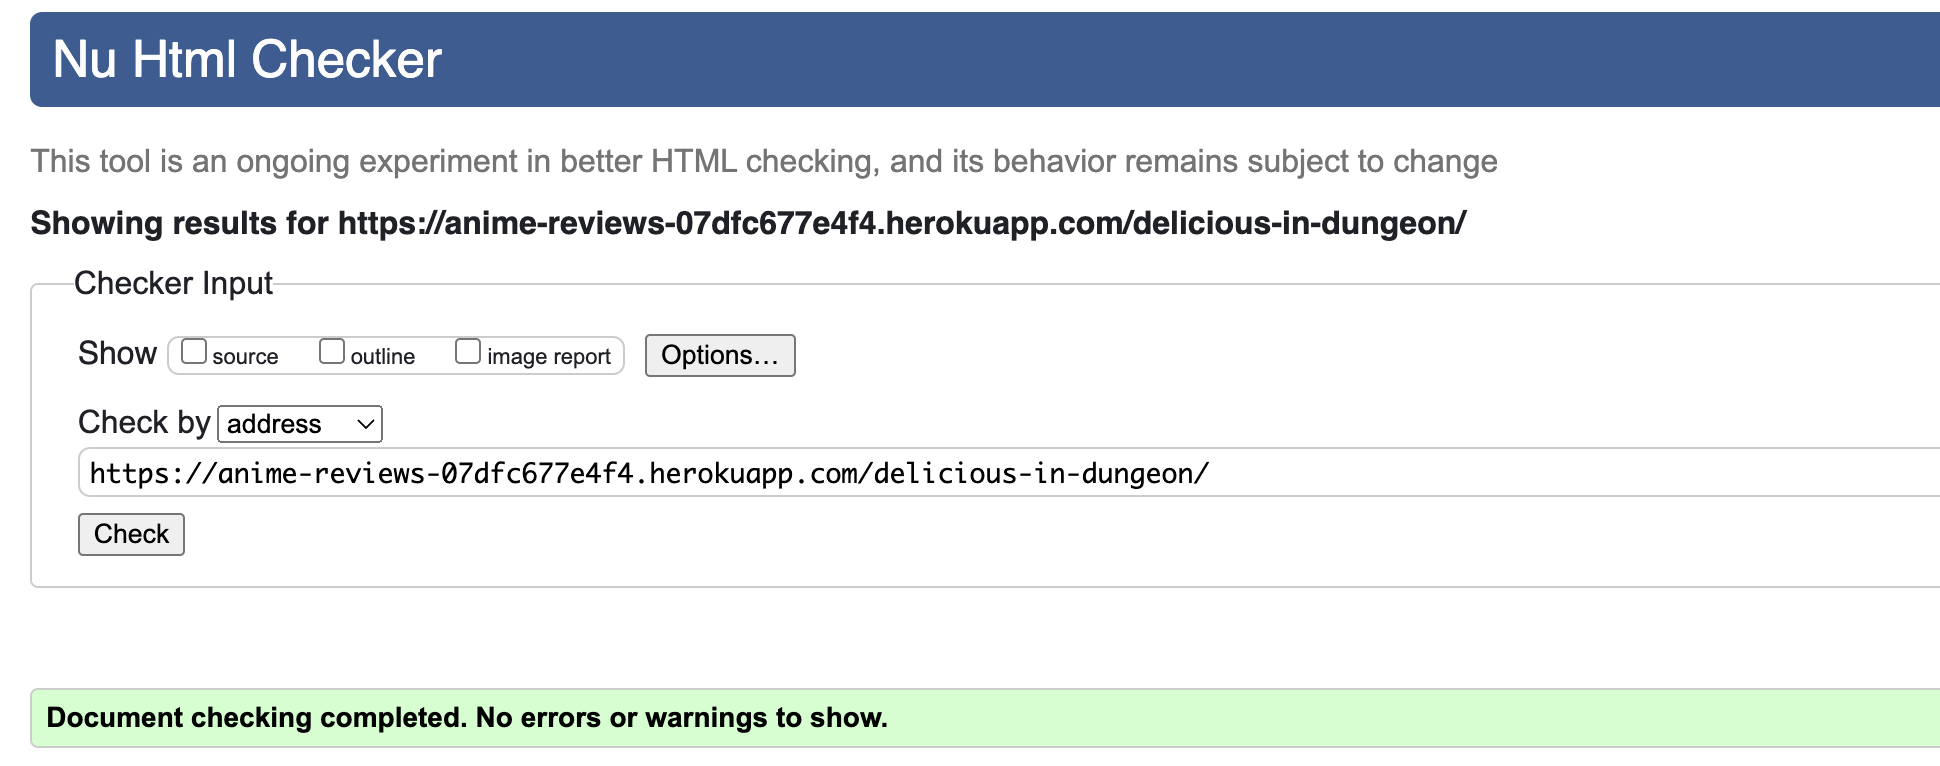 Nu Html Checker
This tool is an ongoing experiment in better HTML checking, and its behavior remains subject to change
Showing results for https://anime-reviews-07dfc677e4f4.herokuapp.com/delicious-in-dungeon/
Checker Input
Show source outline image report Options…
Check by address
https://anime-reviews-07dfc677e4f4.herokuapp.com/delicious-in-dungeon/
Check
Document checking completed. No errors or warnings to show.